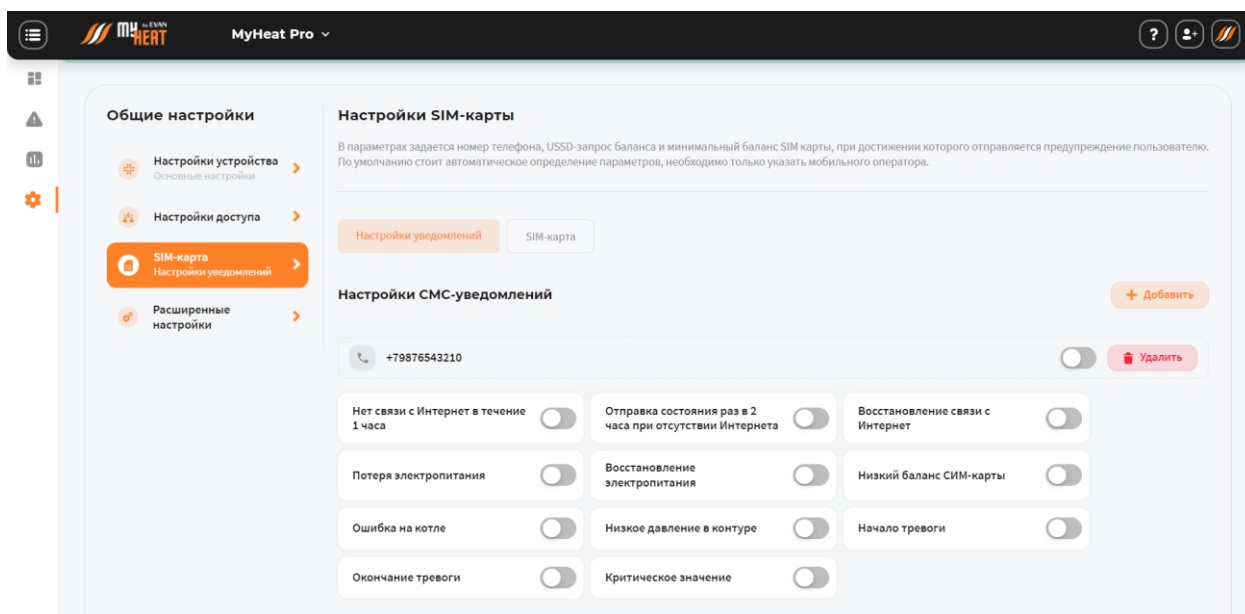 MYHEAT by EVAN
MyHeat Pro
?
Общие настройки
Настройки устройства
Основные настройки
Настройки доступа
SIM-карта
Настройки уведомлений
Расширенные
настройки
Настройки SIM-карты
В параметрах задается номер телефона, USSD-запрос баланса и минимальный баланс SIM карты, при достижении которого отправляется предупреждение пользователю.
По умолчанию стоит автоматическое определение параметров, необходимо только указать мобильного оператора.
Настройки уведомлений
SIM-карта
Настройки СМС-уведомлений
+ Добавить
+79876543210
Удалить
Нет связи с Интернет в течение
1 часа
Отправка состояния раз в 2
часа при отсутствии Интернета
Восстановление связи с
Интернет
Потеря электропитания
Восстановление
электропитания
Низкий баланс СИМ-карты
Ошибка на котле
Низкое давление в контуре
Начало тревоги
Окончание тревоги
Критическое значение